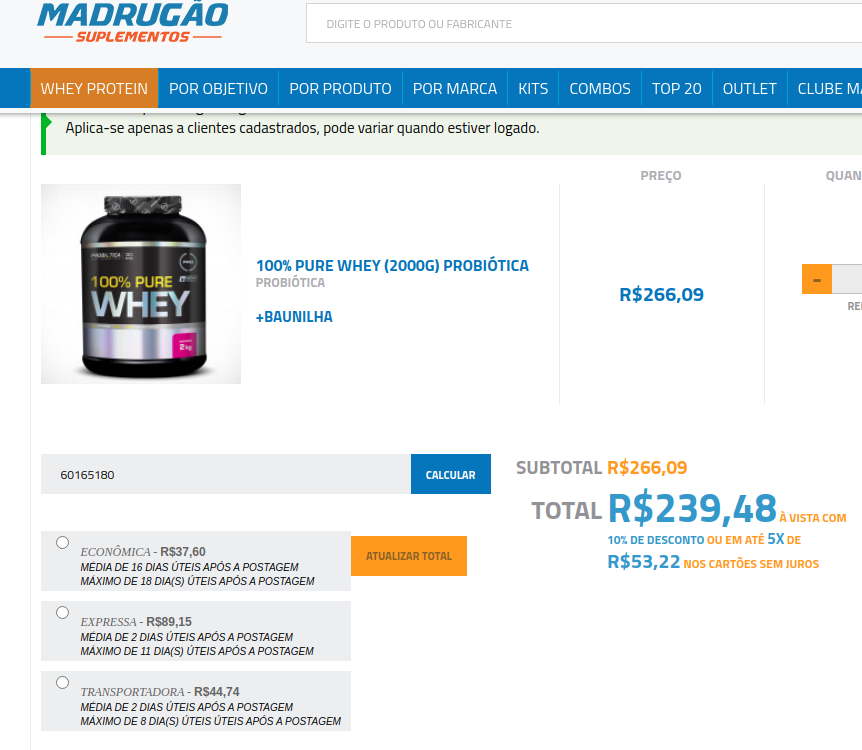 MADRUGÃO
SUPLEMENTOS
DIGITE O PRODUTO OU FABRICANTE
WHEY PROTEIN POR OBJETIVO POR PRODUTO POR MARCA KITS COMBOS TOP 20 OUTLET CLUBE MA
Aplica-se apenas a clientes cadastrados, pode variar quando estiver logado.
PREÇO QUAN
PROBIÓTICA
100% PURE
WHEY
2kg
100% PURE WHEY (2000G) PROBIÓTICA
PROBIÓTICA
+BAUNILHA
R$266,09
-
RE
60165180 CALCULAR
SUBTOTAL R$266,09
TOTAL R$239,48 À VISTA COM
10% DE DESCONTO OU EM ATÉ 5X DE
R$53,22 NOS CARTÕES SEM JUROS
ECONÔMICA - R$37,60
MÉDIA DE 16 DIAS ÚTEIS APÓS A POSTAGEM
MÁXIMO DE 18 DIA(S) ÚTEIS APÓS A POSTAGEM
ATUALIZAR TOTAL
EXPRESSA - R$89,15
MÉDIA DE 2 DIAS ÚTEIS APÓS A POSTAGEM
MÁXIMO DE 11 DIA(S) ÚTEIS APÓS A POSTAGEM
TRANSPORTADORA - R$44,74
MÉDIA DE 2 DIAS ÚTEIS APÓS A POSTAGEM
MÁXIMO DE 8 DIA(S) ÚTEIS ÚTEIS APÓS A POSTAGEM